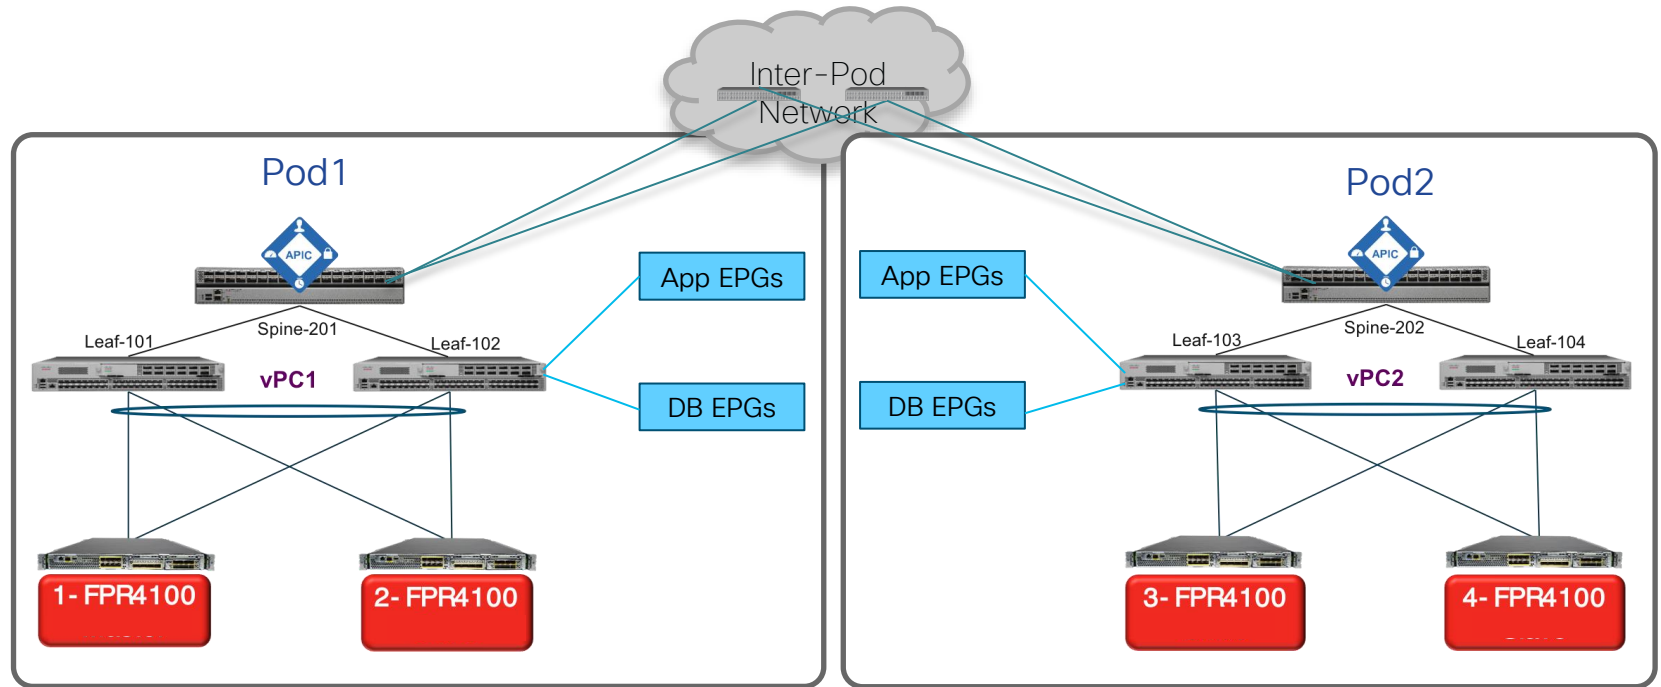 Inter-Pod
Network
Pod1
APIC
Spine-201
Leaf-101
Leaf-102
vPC1
App EPGs
DB EPGs
1- FPR4100
2- FPR4100
Pod2
APIC
App EPGs
DB EPGs
Spine-202
Leaf-103
Leaf-104
vPC2
3- FPR4100
4- FPR4100